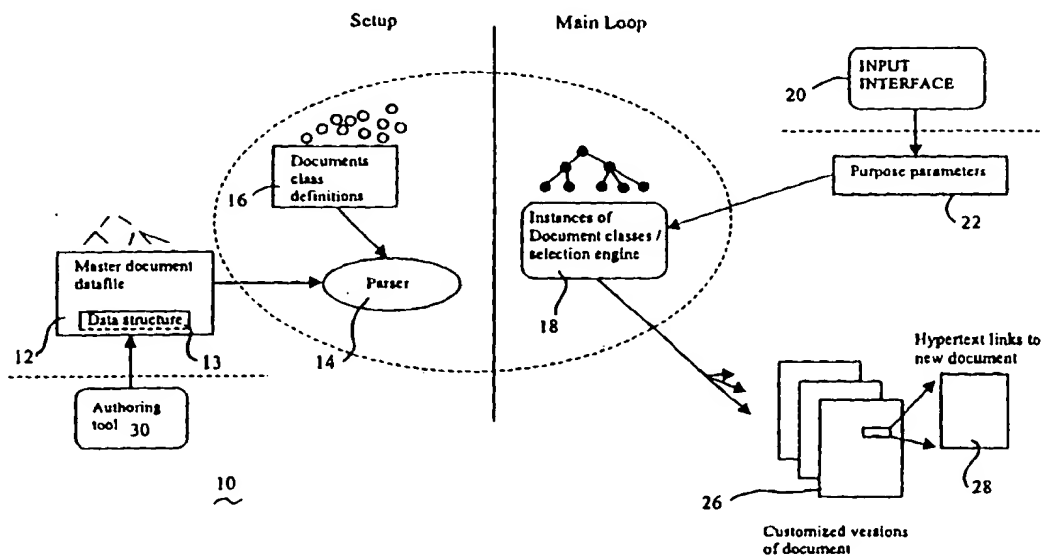 Setup
Main Loop
INPUT
INTERFACE
20
Documents
class
definitions
16
Purpose parameters
22
Instances of
Document classes /
selection engine
18
Master document
datafile
Data structure
12
13
Parser
14
Authoring
tool 30
10
Hypertext links to
new document
26
28
Customized versions
of document